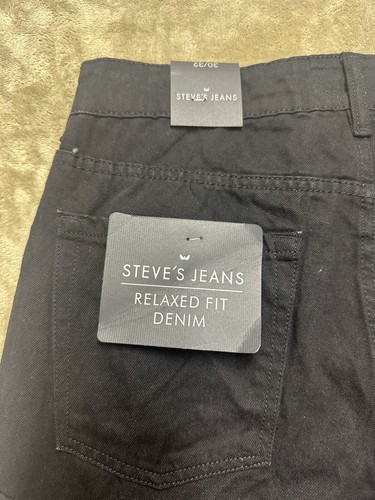 30/32
STEVE'S JEANS
STEVE'S JEANS
RELAXED FIT
DENIM